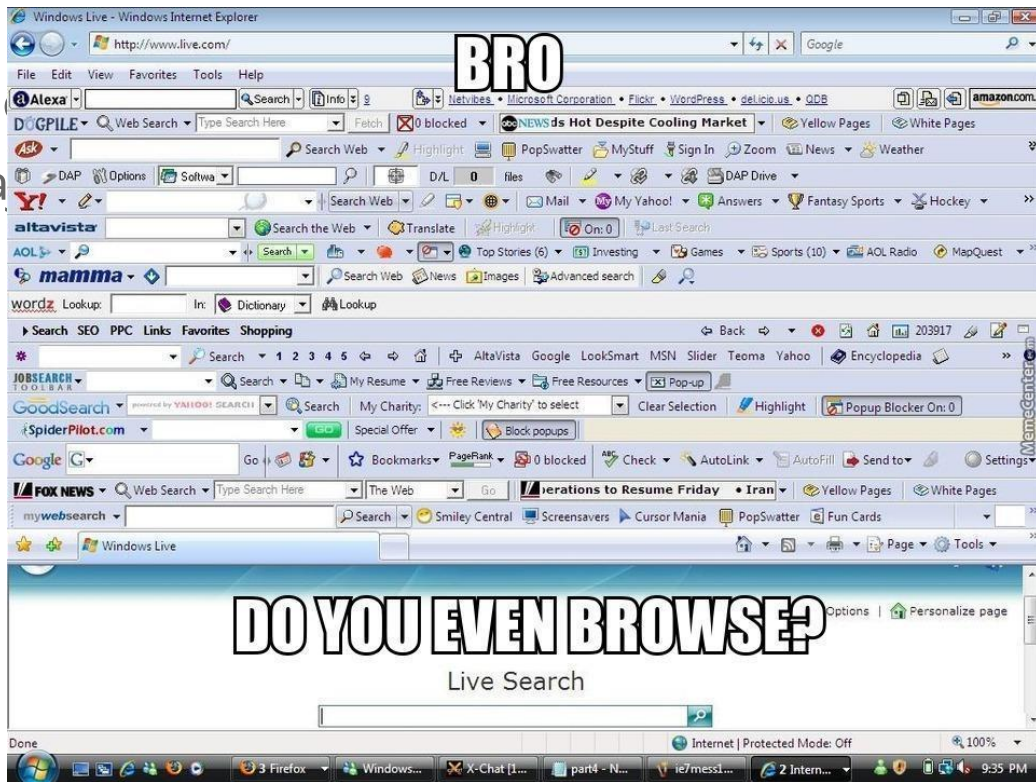 Windows Live - Windows Internet Explorer
http://www.live.com/ Google
BRO
File Edit View Favorites Tools Help
Alexa Search Info 9 Netvibes • Microsoft Corporation • Flickr • WordPress • del.icio.us • QDB amazon.com
DOGPILE Web Search Type Search Here Fetch 0 blocked abc NEWS ds Hot Despite Cooling Market Yellow Pages White Pages
Ask Search Web Highlight PopSwatter MyStuff Sign In Zoom News Weather
DAP Options Softwa D/L 0 files DAP Drive
Y! Search Web Mail My Yahoo! Answers Fantasy Sports Hockey
altavista Search the Web Translate Highlight On: 0 Last Search
AOL Search Top Stories (6) Investing Games Sports (10) AOL Radio MapQuest
mamma Search Web News Images Advanced search
wordz Lookup: In: Dictionary Lookup
Search SEO PPC Links Favorites Shopping Back 203917
Search 1 2 3 4 5 AltaVista Google LookSmart MSN Slider Teoma Yahoo Encyclopedia
JOBSEARCH TOOLBAR Search My Resume Free Reviews Free Resources Pop-up
GoodSearch powered by YAHOO! SEARCH Search My Charity: <--- Click 'My Charity' to select Clear Selection Highlight Popup Blocker On: 0
SpiderPilot.com GO Special Offer Block popups
Google G Go Bookmarks PageRank 0 blocked ABC Check AutoLink AutoFill Send to Settings
FOX NEWS Web Search Type Search Here The Web Go erations to Resume Friday • Iran Yellow Pages White Pages
mywebsearch Search Smiley Central Screensavers Cursor Mania PopSwatter Fun Cards
Windows Live Page Tools
Options | Personalize page
DO YOU EVEN BROWSE?
Live Search
Done Internet | Protected Mode: Off 100%
3 Firefox Windows... X-Chat [1... part4 - N... ie7mess1... 2 Intern... 9:35 PM
MemeCenter.com